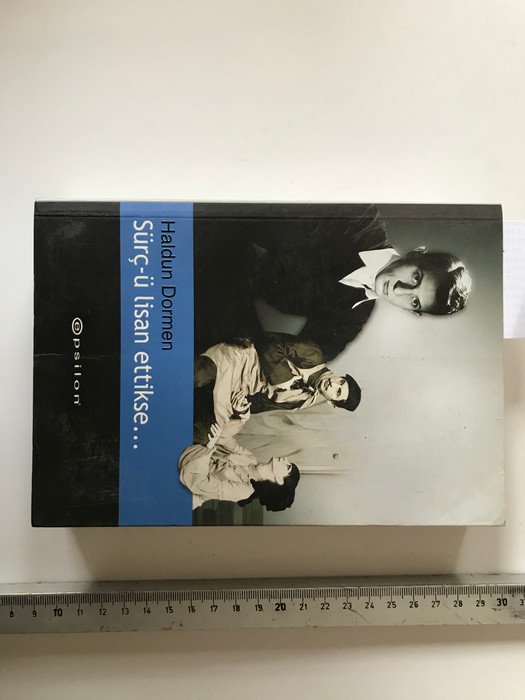 Haldun Dormen
Sürç-ü lisan ettikse...
epsilon
8 9 10 11 12 13 14 15 16 17 18 19 20 21 22 23 24 25 26 27 28 29 30 31